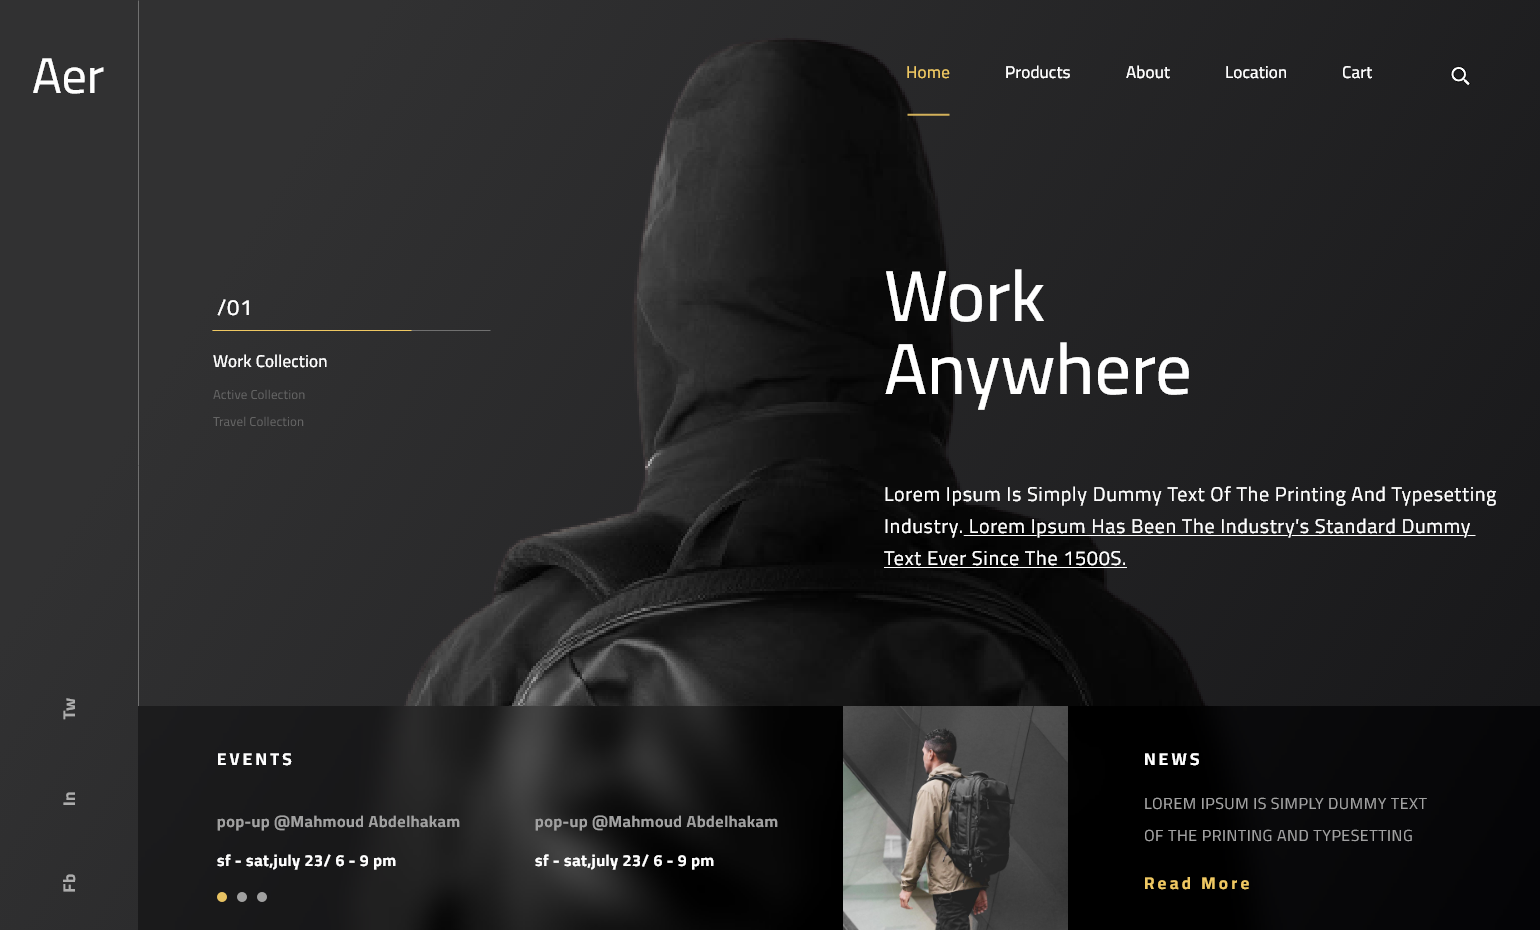 Aer
Home
Products
About
Location
Cart
/01
Work Collection
Active Collection
Travel Collection
Work
Anywhere
Lorem Ipsum Is Simply Dummy Text Of The Printing And Typesetting
Industry. Lorem Ipsum Has Been The Industry's Standard Dummy
Text Ever Since The 1500S.
Tw
In
Fb
EVENTS
pop-up @Mahmoud Abdelhakam
sf - sat,july 23/ 6 - 9 pm
pop-up @Mahmoud Abdelhakam
sf - sat,july 23/ 6 - 9 pm
NEWS
LOREM IPSUM IS SIMPLY DUMMY TEXT
OF THE PRINTING AND TYPESETTING
Read More